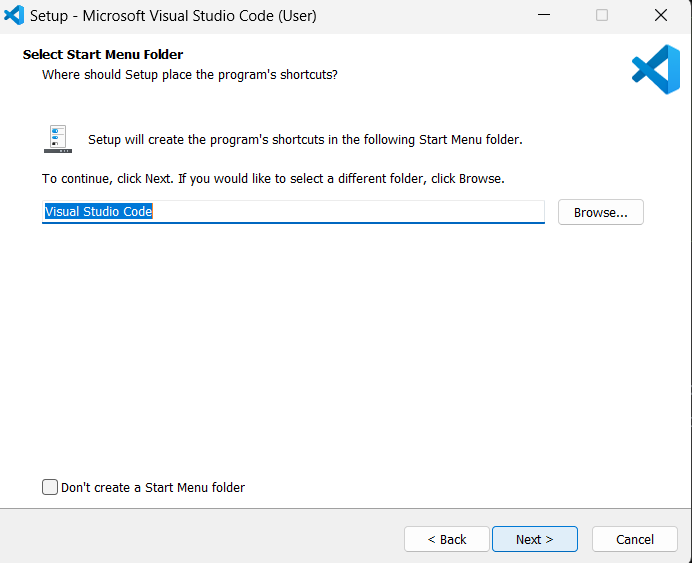 Setup - Microsoft Visual Studio Code (User)
Select Start Menu Folder
Where should Setup place the program's shortcuts?
Setup will create the program's shortcuts in the following Start Menu folder.
To continue, click Next. If you would like to select a different folder, click Browse.
Visual Studio Code
Browse...
Don't create a Start Menu folder
< Back
Next >
Cancel